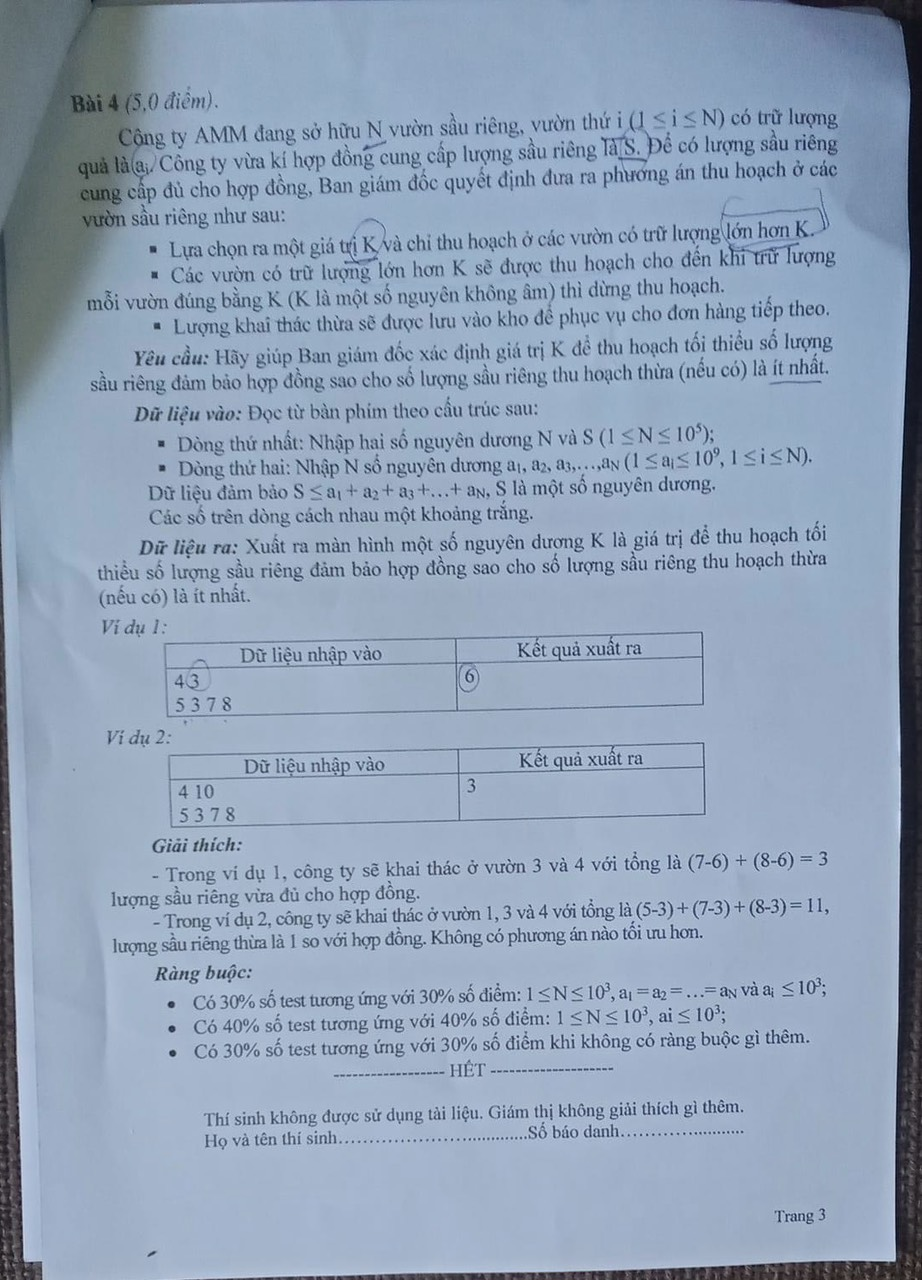 Bài 4 (5,0 điểm).
Công ty AMM đang sở hữu N vườn sầu riêng, vườn thứ i (1 ≤ i ≤ N) có trữ lượng
quả là aᵢ. Công ty vừa kí hợp đồng cung cấp lượng sầu riêng là S. Để có lượng sầu riêng
cung cấp đủ cho hợp đồng, Ban giám đốc quyết định đưa ra phương án thu hoạch ở các
vườn sầu riêng như sau:
▪ Lựa chọn ra một giá trị K và chỉ thu hoạch ở các vườn có trữ lượng lớn hơn K.
▪ Các vườn có trữ lượng lớn hơn K sẽ được thu hoạch cho đến khi trữ lượng
mỗi vườn đúng bằng K (K là một số nguyên không âm) thì dừng thu hoạch.
▪ Lượng khai thác thừa sẽ được lưu vào kho để phục vụ cho đơn hàng tiếp theo.
Yêu cầu: Hãy giúp Ban giám đốc xác định giá trị K để thu hoạch tối thiểu số lượng
sầu riêng đảm bảo hợp đồng sao cho số lượng sầu riêng thu hoạch thừa (nếu có) là ít nhất.
Dữ liệu vào: Đọc từ bàn phím theo cấu trúc sau:
▪ Dòng thứ nhất: Nhập hai số nguyên dương N và S (1 ≤ N ≤ 10⁵);
▪ Dòng thứ hai: Nhập N số nguyên dương a₁, a₂, a₃,…,aN (1 ≤ aᵢ ≤ 10⁹, 1 ≤ i ≤ N).
Dữ liệu đảm bảo S ≤ a₁ + a₂ + a₃ +…+ aN, S là một số nguyên dương.
Các số trên dòng cách nhau một khoảng trắng.
Dữ liệu ra: Xuất ra màn hình một số nguyên dương K là giá trị để thu hoạch tối
thiểu số lượng sầu riêng đảm bảo hợp đồng sao cho số lượng sầu riêng thu hoạch thừa
(nếu có) là ít nhất.
Ví dụ 1:
Dữ liệu nhập vào Kết quả xuất ra
4 3 6
5 3 7 8
Ví dụ 2:
Dữ liệu nhập vào Kết quả xuất ra
4 10 3
5 3 7 8
Giải thích:
- Trong ví dụ 1, công ty sẽ khai thác ở vườn 3 và 4 với tổng là (7-6) + (8-6) = 3
lượng sầu riêng vừa đủ cho hợp đồng.
- Trong ví dụ 2, công ty sẽ khai thác ở vườn 1, 3 và 4 với tổng là (5-3) + (7-3) + (8-3) = 11,
lượng sầu riêng thừa là 1 so với hợp đồng. Không có phương án nào tối ưu hơn.
Ràng buộc:
• Có 30% số test tương ứng với 30% số điểm: 1 ≤ N ≤ 10³, a₁ = a₂ = …= aN và aᵢ ≤ 10³;
• Có 40% số test tương ứng với 40% số điểm: 1 ≤ N ≤ 10³, ai ≤ 10³;
• Có 30% số test tương ứng với 30% số điểm khi không có ràng buộc gì thêm.
------------------- HẾT ---------------------
Thí sinh không được sử dụng tài liệu. Giám thị không giải thích gì thêm.
Họ và tên thí sinh……………………………Số báo danh…………………
Trang 3